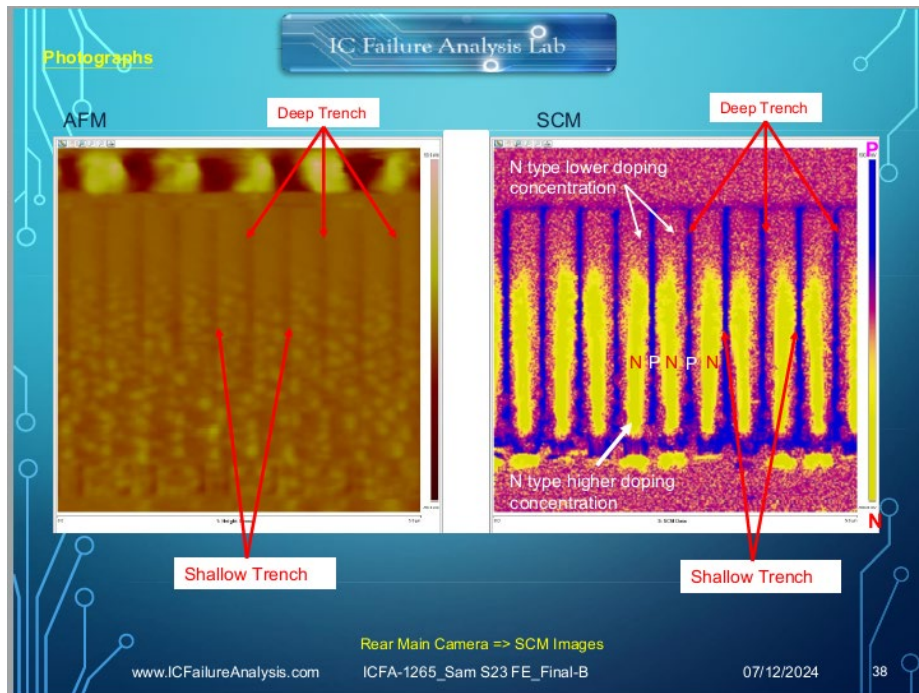 IC Failure Analysis Lab
Photographs
AFM
Deep Trench
SCM
Deep Trench
P
N type lower doping
concentration
N P N P N
N type higher doping
concentration
N
Shallow Trench
Shallow Trench
Rear Main Camera => SCM Images
www.ICFailureAnalysis.com
ICFA-1265_Sam S23 FE_Final-B
07/12/2024
38